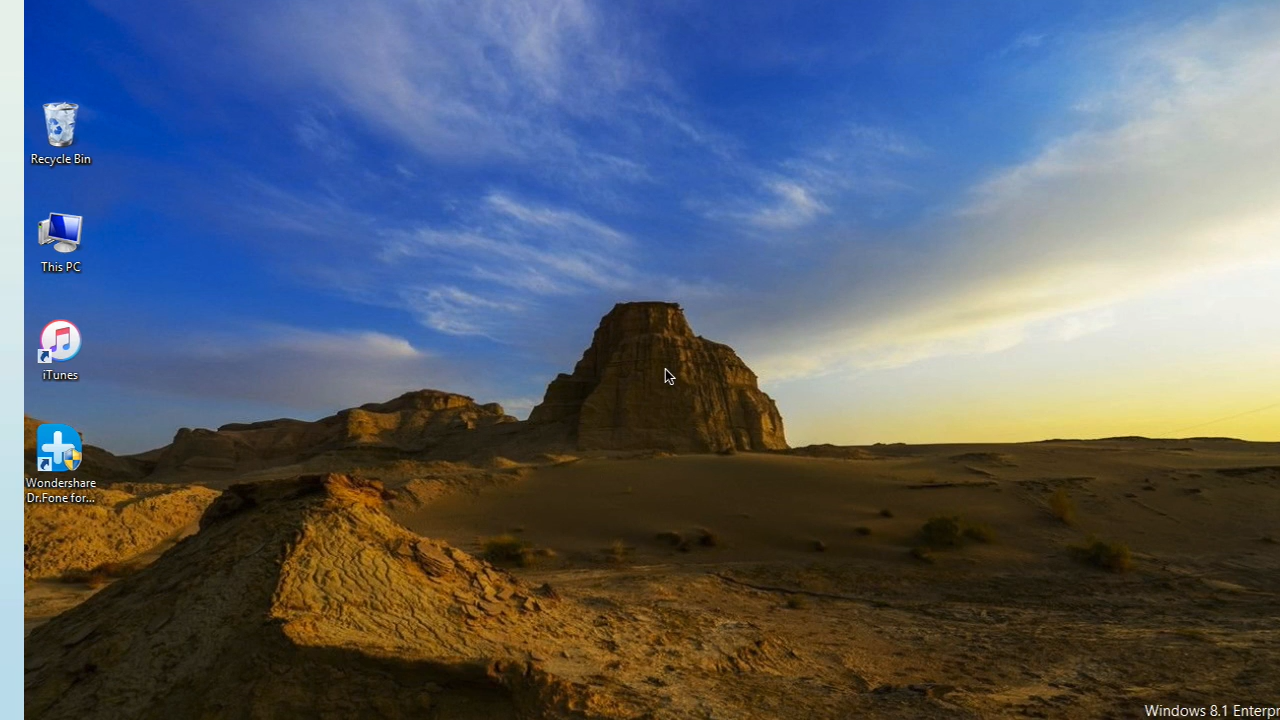 Recycle Bin
This PC
iTunes
Wondershare
Dr.Fone for...
Windows 8.1 Enterpr